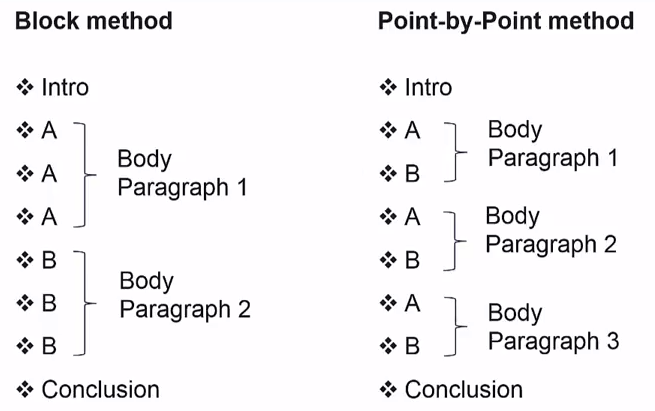 Block method
❖ Intro
❖ A
❖ A
❖ A
Body
Paragraph 1
❖ B
❖ B
❖ B
Body
Paragraph 2
❖ Conclusion
Point-by-Point method
❖ Intro
❖ A
❖ B
Body
Paragraph 1
❖ A
❖ B
Body
Paragraph 2
❖ A
❖ B
Body
Paragraph 3
❖ Conclusion